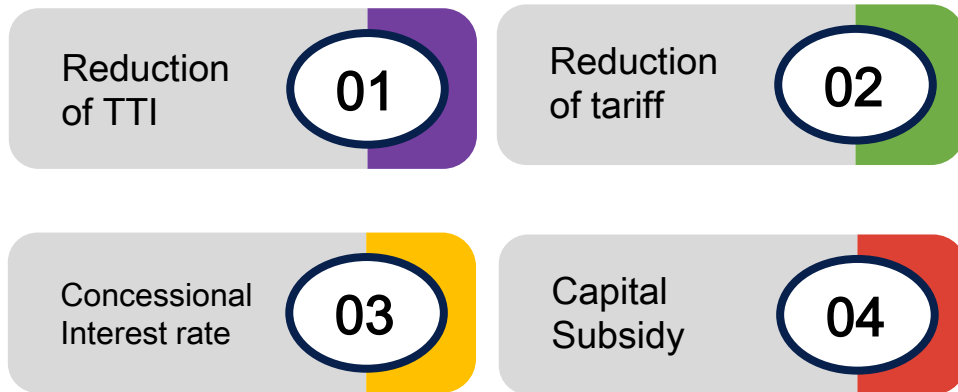 Reduction
of TTI
01
Reduction
of tariff
02
Concessional
Interest rate
03
Capital
Subsidy
04